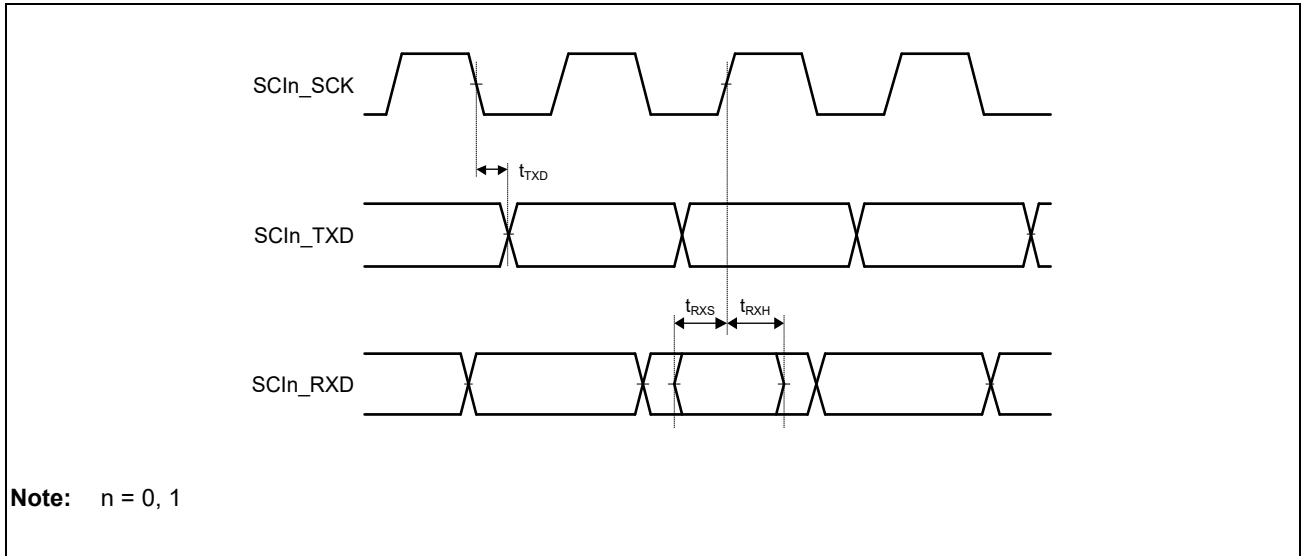 SCIn_SCK
tTXD
SCIn_TXD
tRXS
tRXH
SCIn_RXD
Note: n = 0, 1